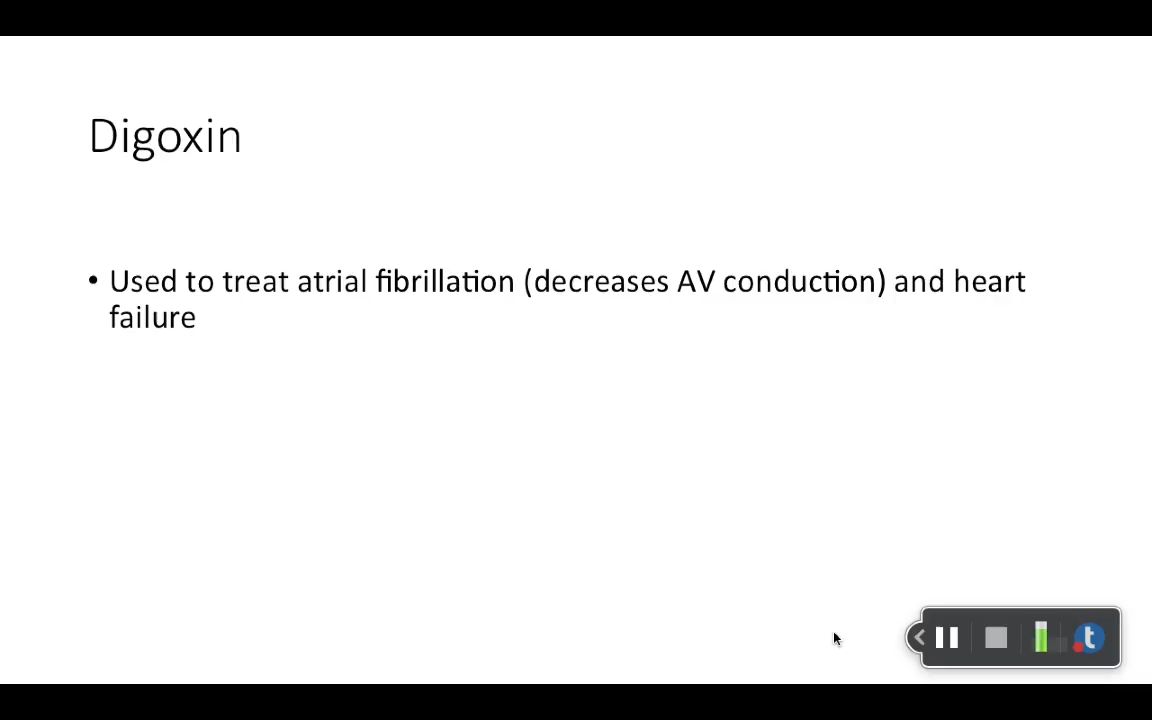 Digoxin
• Used to treat atrial fibrillation (decreases AV conduction) and heart
failure
t